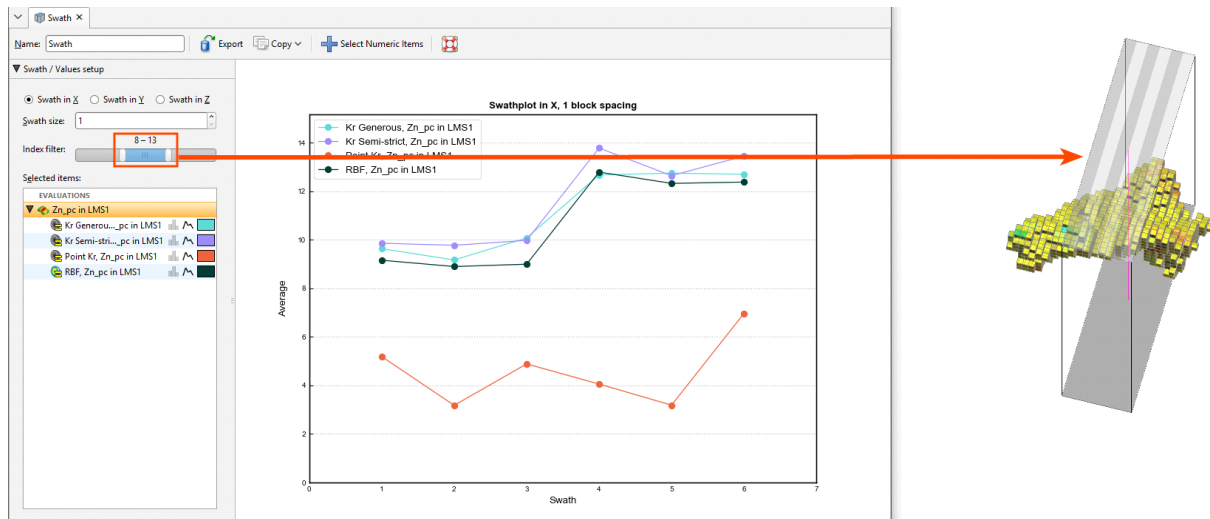 Swath ×
Name: Swath Export Copy Select Numeric Items
Swath / Values setup
Swath in X Swath in Y Swath in Z
Swath size: 1
8 – 13
Index filter:
Selected items:
EVALUATIONS
Zn_pc in LMS1
Kr Generou..._pc in LMS1
Kr Semi-stri..._pc in LMS1
Point Kr, Zn_pc in LMS1
RBF, Zn_pc in LMS1
Swathplot in X, 1 block spacing
Kr Generous, Zn_pc in LMS1
Kr Semi-strict, Zn_pc in LMS1
Point Kr, Zn_pc in LMS1
RBF, Zn_pc in LMS1
14
12
10
8
6
4
2
0
Average
0 1 2 3 4 5 6 7
Swath